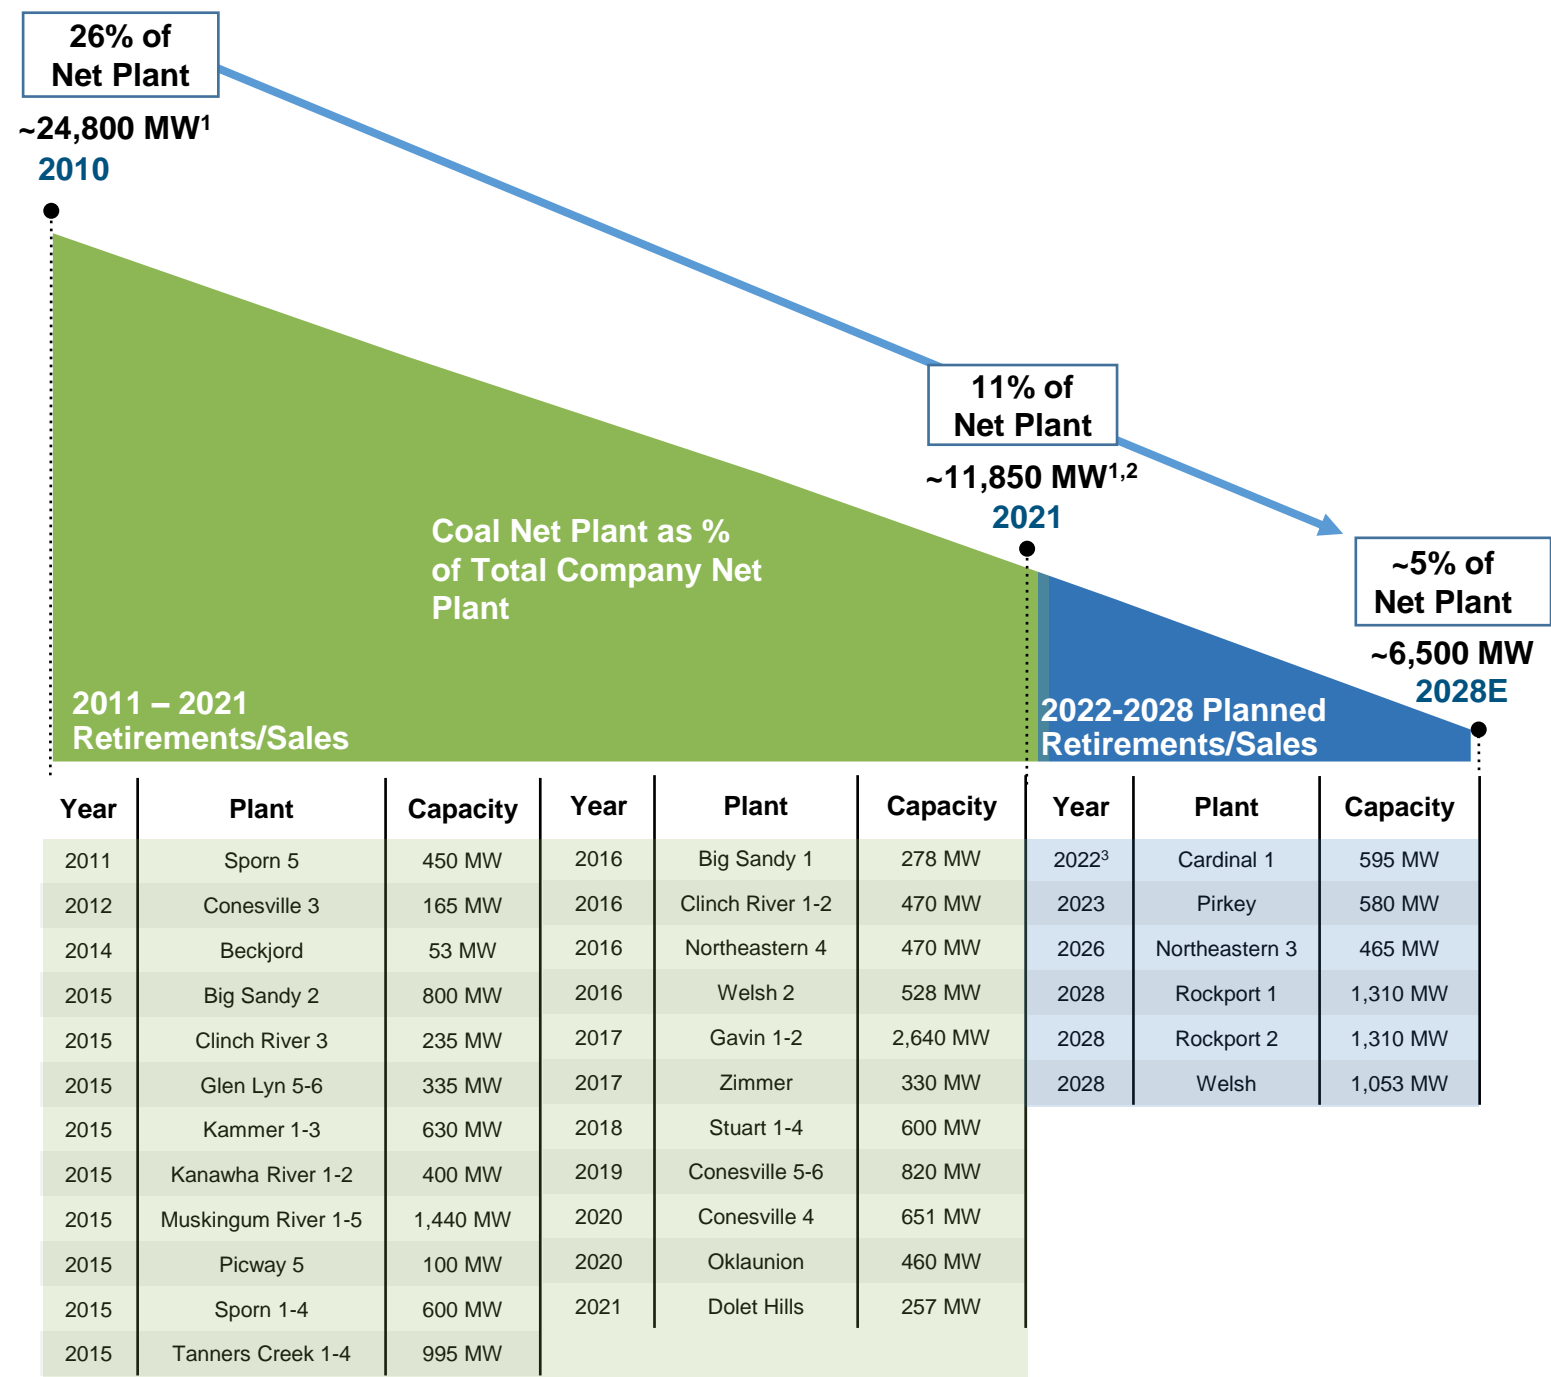 26% of
Net Plant
~24,800 MW1
2010
11% of
Net Plant
~11,850 MW1,2
2021
~5% of
Net Plant
~6,500 MW
2028E
Coal Net Plant as %
of Total Company Net
Plant
2011 – 2021
Retirements/Sales
2022-2028 Planned
Retirements/Sales
Year Plant Capacity
2011 Sporn 5 450 MW
2012 Conesville 3 165 MW
2014 Beckjord 53 MW
2015 Big Sandy 2 800 MW
2015 Clinch River 3 235 MW
2015 Glen Lyn 5-6 335 MW
2015 Kammer 1-3 630 MW
2015 Kanawha River 1-2 400 MW
2015 Muskingum River 1-5 1,440 MW
2015 Picway 5 100 MW
2015 Sporn 1-4 600 MW
2015 Tanners Creek 1-4 995 MW
Year Plant Capacity
2016 Big Sandy 1 278 MW
2016 Clinch River 1-2 470 MW
2016 Northeastern 4 470 MW
2016 Welsh 2 528 MW
2017 Gavin 1-2 2,640 MW
2017 Zimmer 330 MW
2018 Stuart 1-4 600 MW
2019 Conesville 5-6 820 MW
2020 Conesville 4 651 MW
2020 Oklaunion 460 MW
2021 Dolet Hills 257 MW
Year Plant Capacity
20223 Cardinal 1 595 MW
2023 Pirkey 580 MW
2026 Northeastern 3 465 MW
2028 Rockport 1 1,310 MW
2028 Rockport 2 1,310 MW
2028 Welsh 1,053 MW